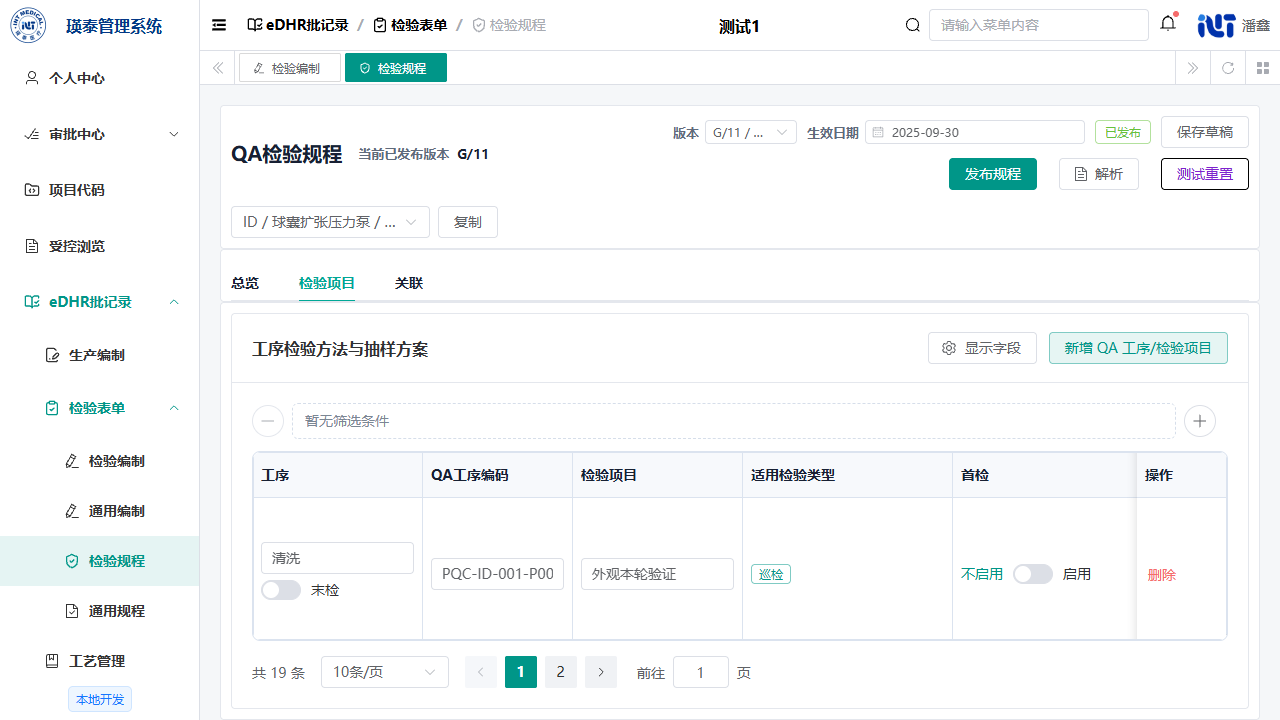 瑛泰管理系统
eDHR批记录 / 检验表单 / 检验规程
测试1
请输入菜单内容
潘鑫
个人中心
审批中心
项目代码
受控浏览
eDHR批记录
生产编制
检验表单
检验编制
通用编制
检验规程
通用规程
工艺管理
本地开发
检验编制
检验规程
QA检验规程
当前已发布版本 G/11
版本
G/11 / ...
生效日期
2025-09-30
已发布
保存草稿
发布规程
解析
测试重置
ID / 球囊扩张压力泵 / ...
复制
总览
检验项目
关联
工序检验方法与抽样方案
显示字段
新增 QA 工序/检验项目
暂无筛选条件
工序
QA工序编码
检验项目
适用检验类型
首检
操作
清洗
末检
PQC-ID-001-P00
外观本轮验证
巡检
不启用
启用
删除
共 19 条
10条/页
1
2
前往
1
页